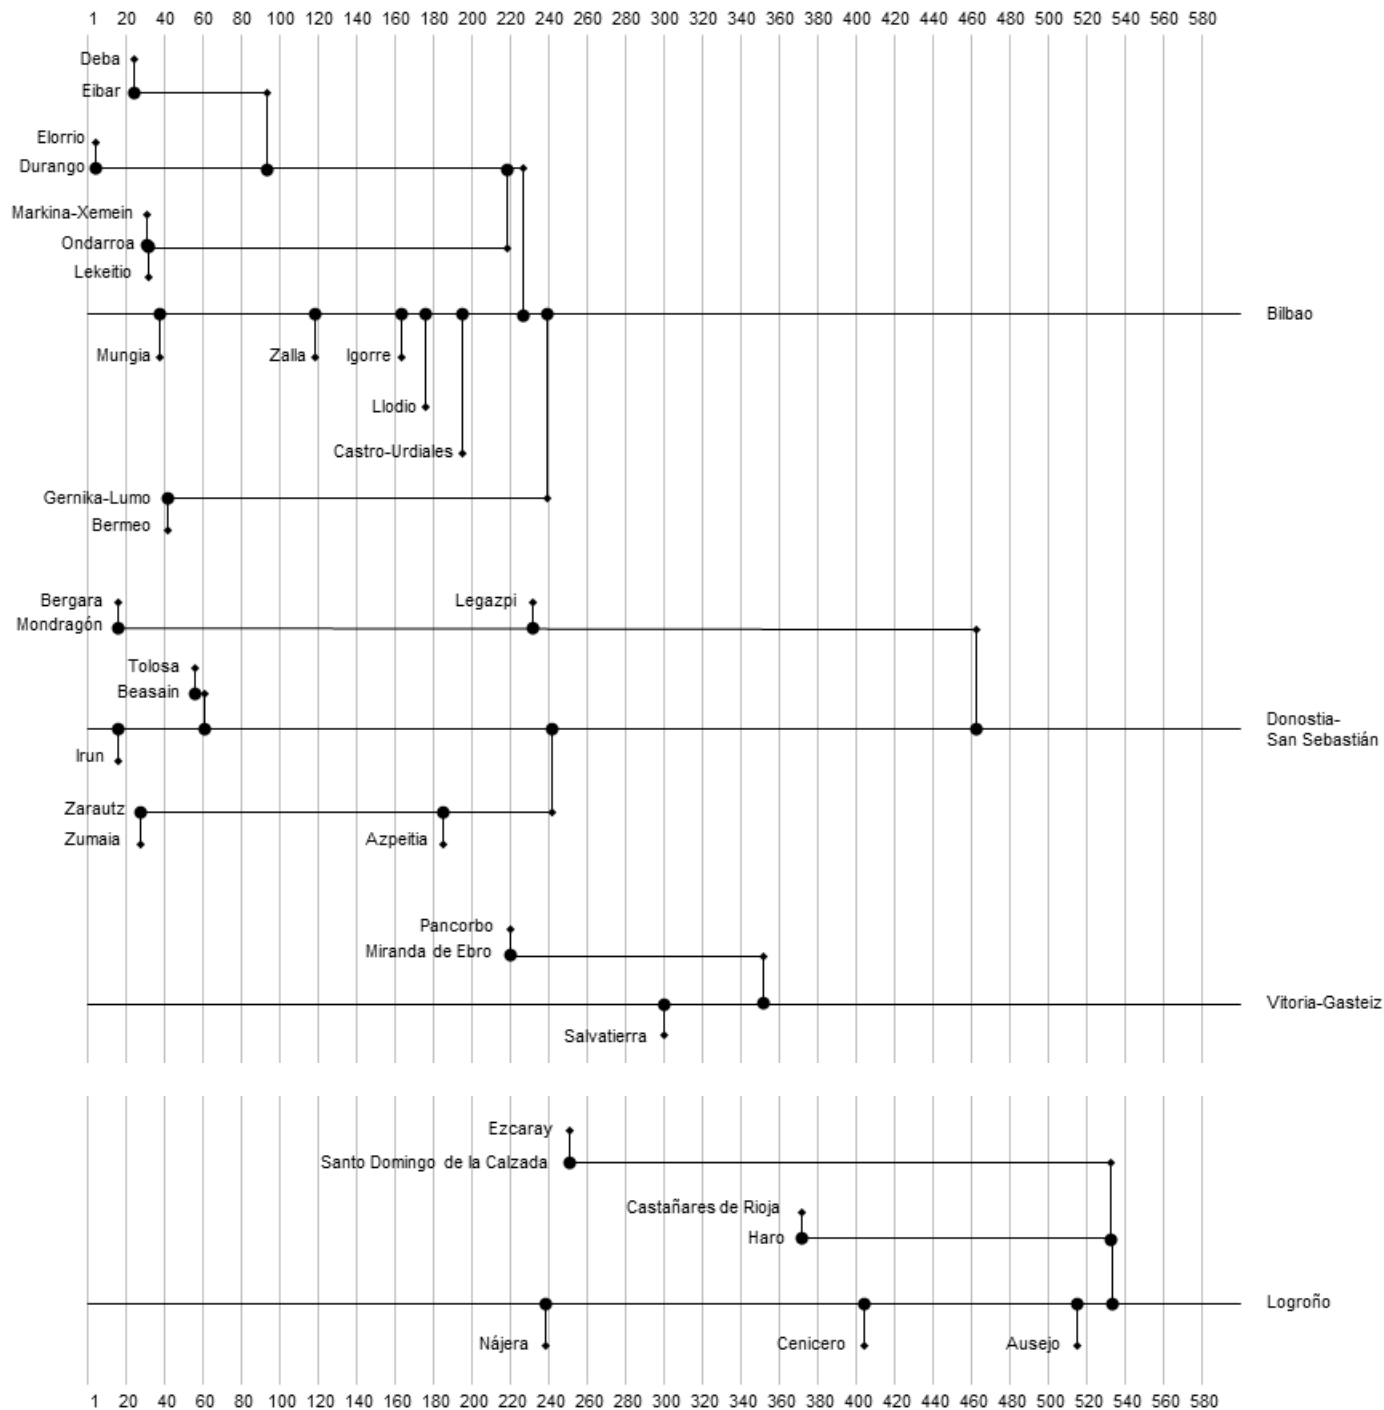 1 20 40 60 80 100 120 140 160 180 200 220 240 260 280 300 320 340 360 380 400 420 440 460 480 500 520 540 560 580
Deba
Eibar
Elorrio
Durango
Markina-Xemein
Ondarroa
Lekeitio
Bilbao
Mungia
Zalla
Igorre
Llodio
Castro-Urdiales
Gernika-Lumo
Bermeo
Bergara
Legazpi
Mondragón
Tolosa
Beasain
Donostia-
San Sebastián
Irun
Zarautz
Zumaia
Azpeitia
Pancorbo
Miranda de Ebro
Vitoria-Gasteiz
Salvatierra
Ezcaray
Santo Domingo de la Calzada
Castañares de Rioja
Haro
Logroño
Nájera
Cenicero
Ausejo
1 20 40 60 80 100 120 140 160 180 200 220 240 260 280 300 320 340 360 380 400 420 440 460 480 500 520 540 560 580